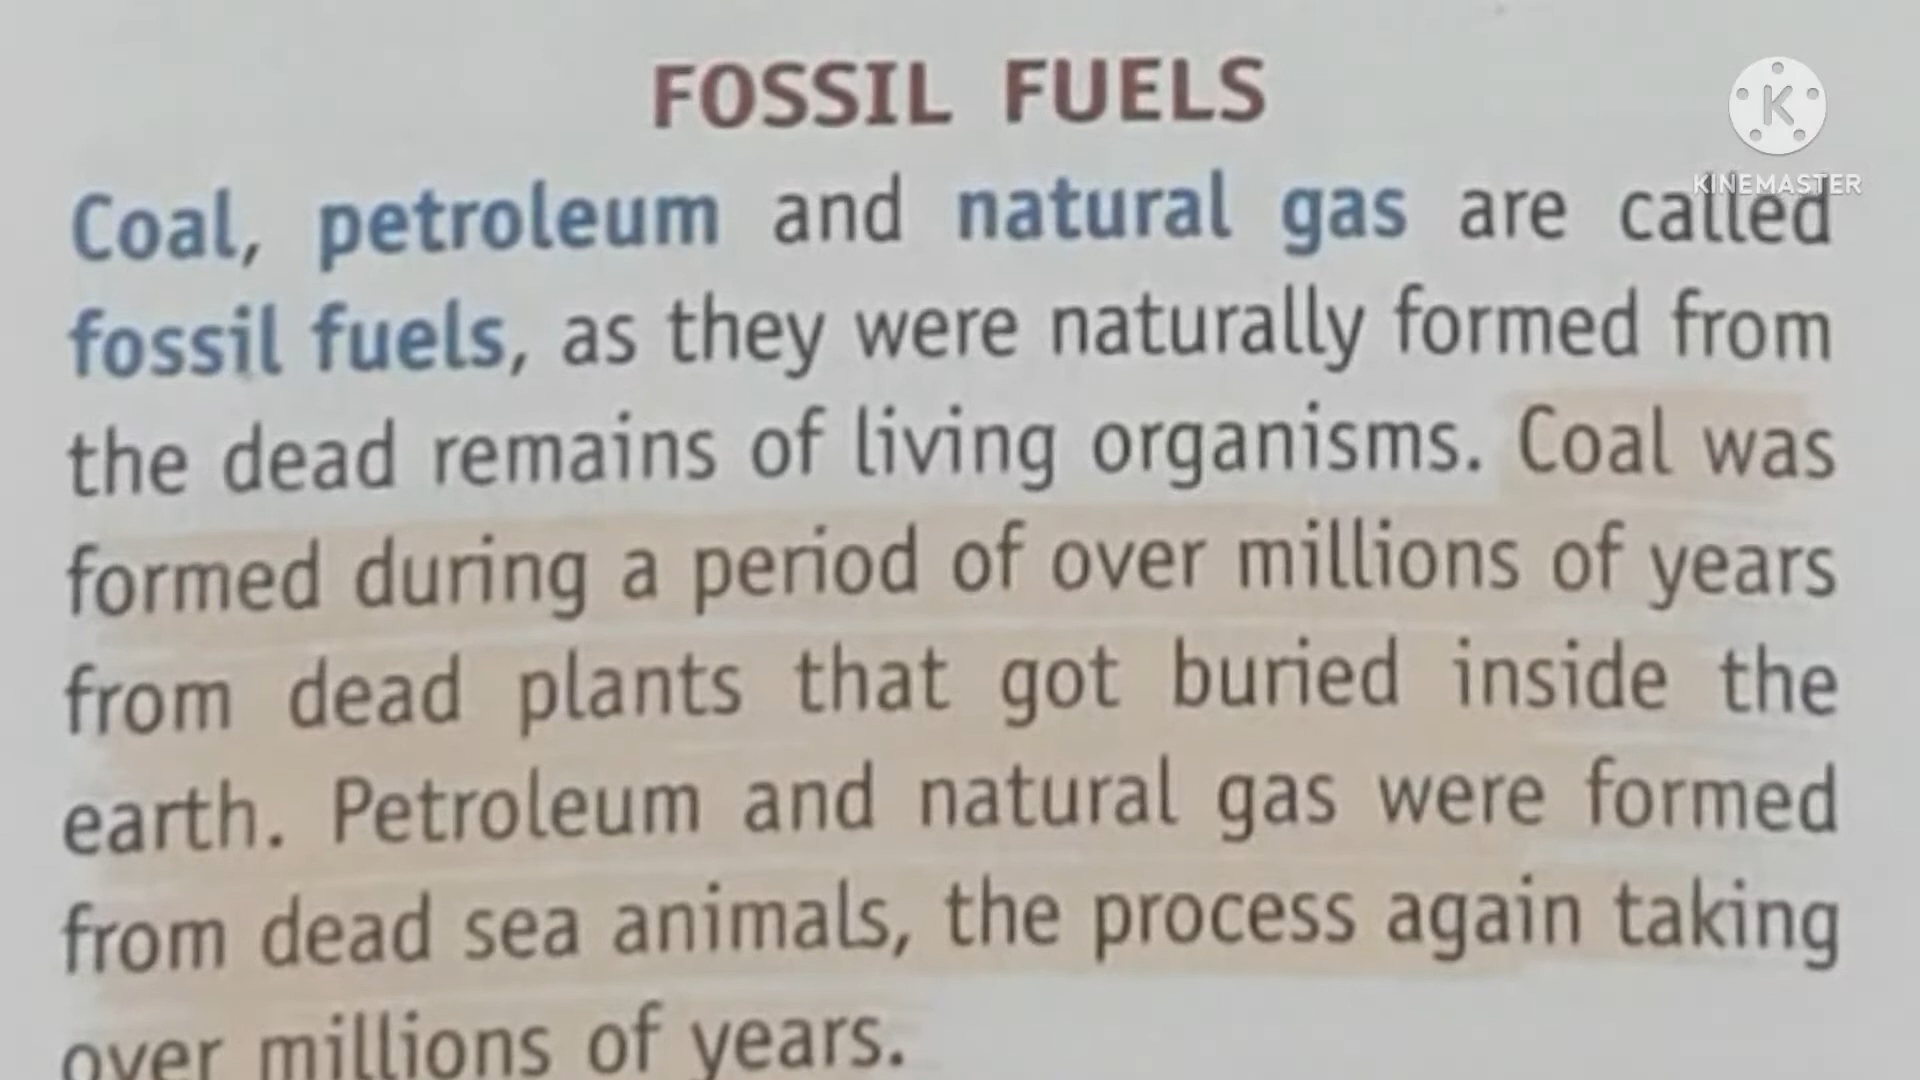 FOSSIL FUELS
KINEMASTER
Coal, petroleum and natural gas are called
fossil fuels, as they were naturally formed from
the dead remains of living organisms. Coal was
formed during a period of over millions of years
from dead plants that got buried inside the
earth. Petroleum and natural gas were formed
from dead sea animals, the process again taking
over millions of years.